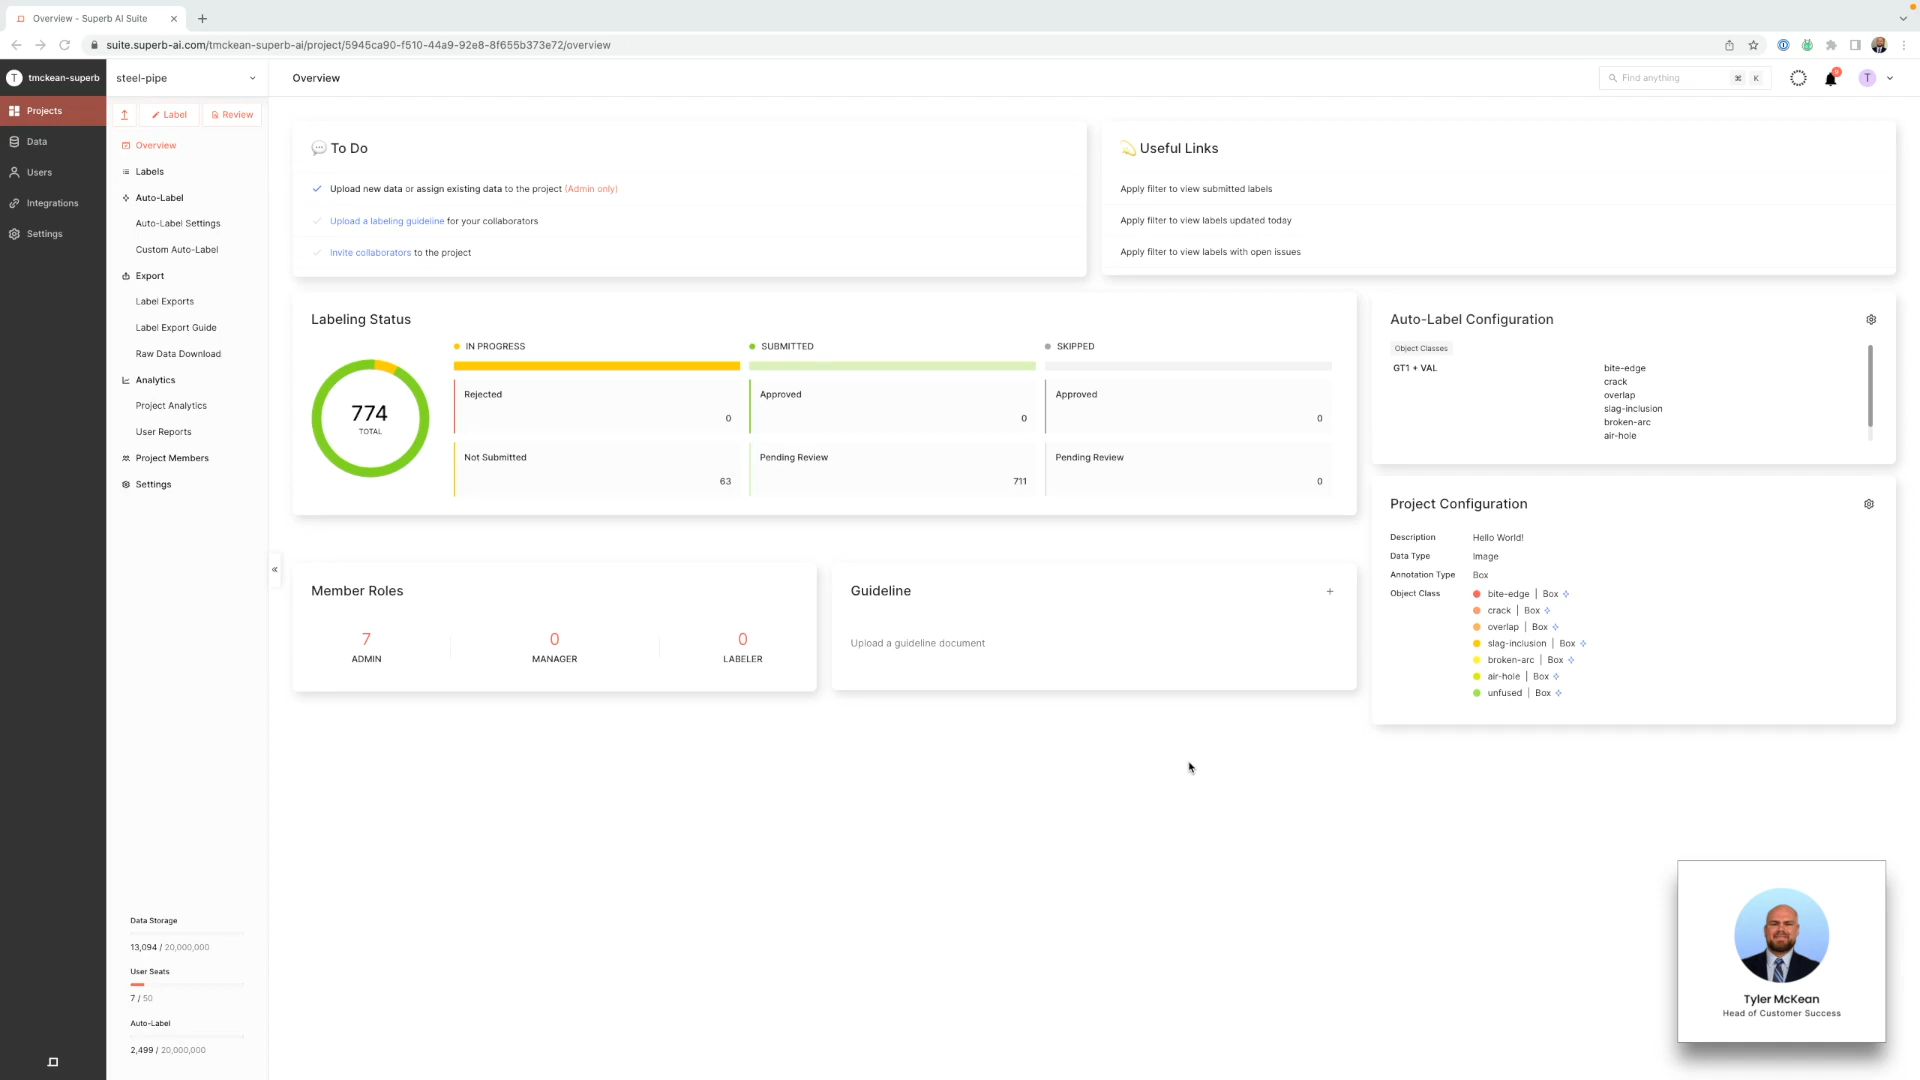 Overview - Superb AI Suite
suite.superb-ai.com/tmckean-superb-ai/project/5945ca90-f510-44a9-92e8-8f655b373e72/overview
T tmckean-superb
steel-pipe
Overview
Find anything ⌘ K
T
Projects
Data
Users
Integrations
Settings
Label
Review
Overview
Labels
Auto-Label
Auto-Label Settings
Custom Auto-Label
Export
Label Exports
Label Export Guide
Raw Data Download
Analytics
Project Analytics
User Reports
Project Members
Settings
Data Storage
13,094 / 20,000,000
User Seats
7 / 50
Auto-Label
2,499 / 20,000,000
To Do
Upload new data or assign existing data to the project (Admin only)
Upload a labeling guideline for your collaborators
Invite collaborators to the project
Useful Links
Apply filter to view submitted labels
Apply filter to view labels updated today
Apply filter to view labels with open issues
Labeling Status
774
TOTAL
IN PROGRESS
Rejected
0
Not Submitted
63
SUBMITTED
Approved
0
Pending Review
711
SKIPPED
Approved
0
Pending Review
0
Auto-Label Configuration
Object Classes
GT1 + VAL
bite-edge
crack
overlap
slag-inclusion
broken-arc
air-hole
Project Configuration
Description Hello World!
Data Type Image
Annotation Type Box
Object Class
bite-edge | Box
crack | Box
overlap | Box
slag-inclusion | Box
broken-arc | Box
air-hole | Box
unfused | Box
Member Roles
7
ADMIN
0
MANAGER
0
LABELER
Guideline
Upload a guideline document
Tyler McKean
Head of Customer Success